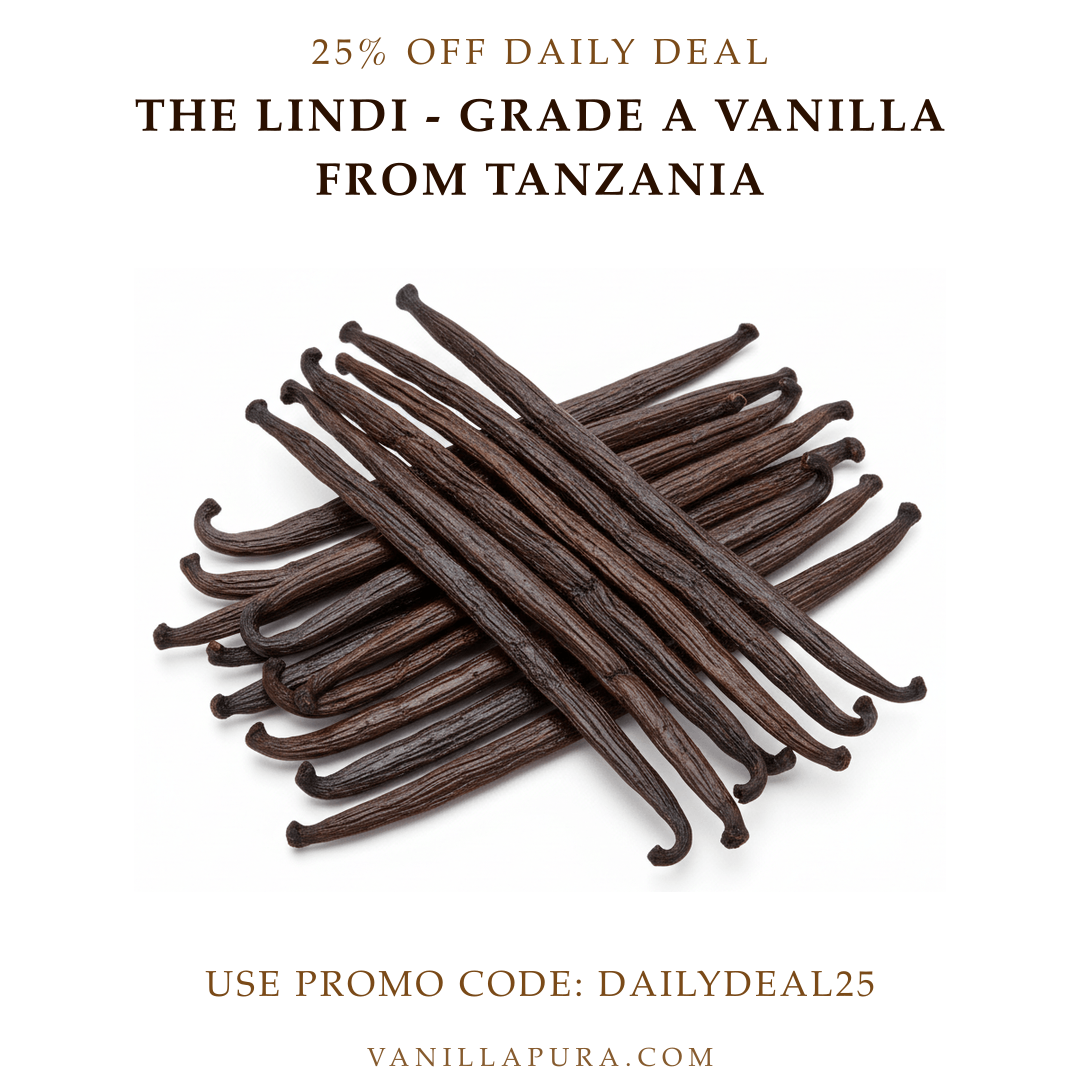 25% OFF DAILY DEAL
THE LINDI - GRADE A VANILLA
FROM TANZANIA
USE PROMO CODE: DAILYDEAL25
VANILLAPURA.COM